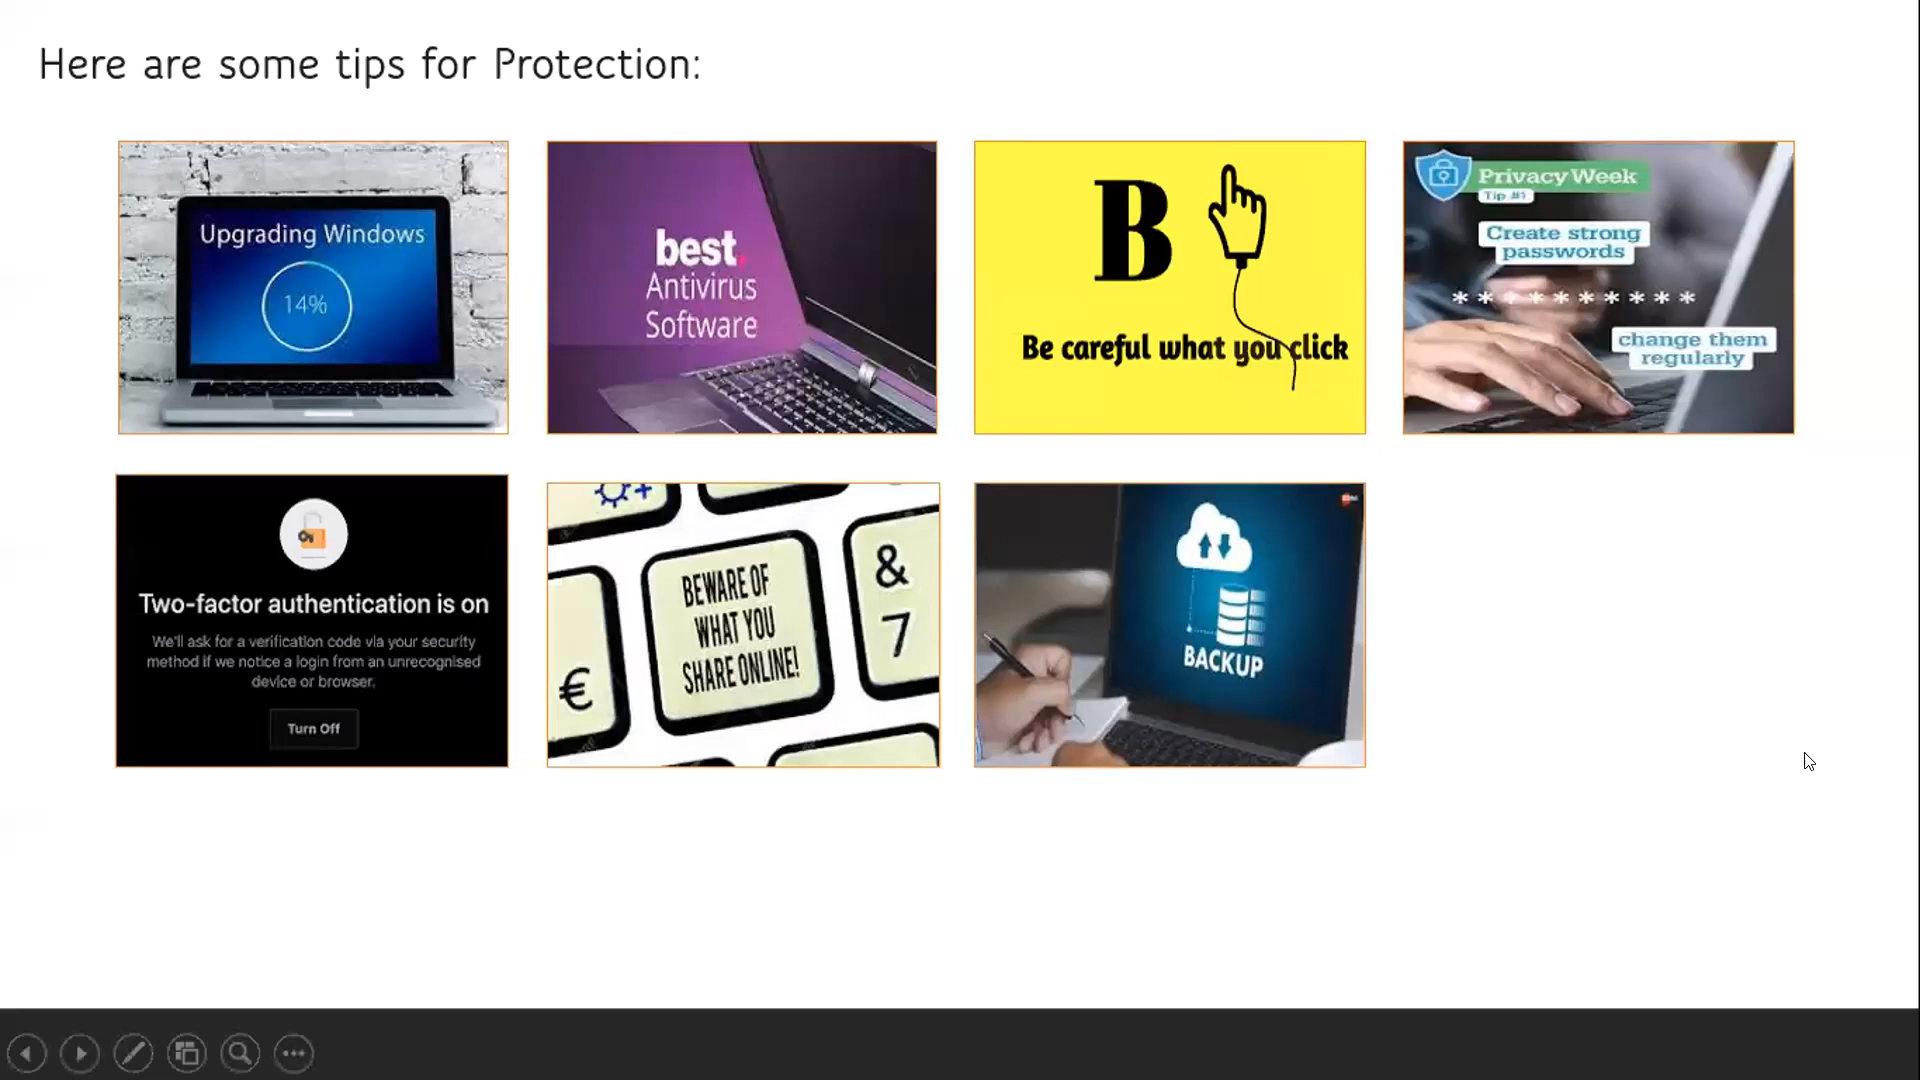 Here are some tips for Protection:
Upgrading Windows
14%
best.
Antivirus
Software
B
Be careful what you click
Privacy Week
Tip #1
Create strong
passwords
**********
change them
regularly
Two-factor authentication is on
We'll ask for a verification code via your security
method if we notice a login from an unrecognised
device or browser.
Turn Off
&
7
€
BEWARE OF
WHAT YOU
SHARE ONLINE!
BACKUP